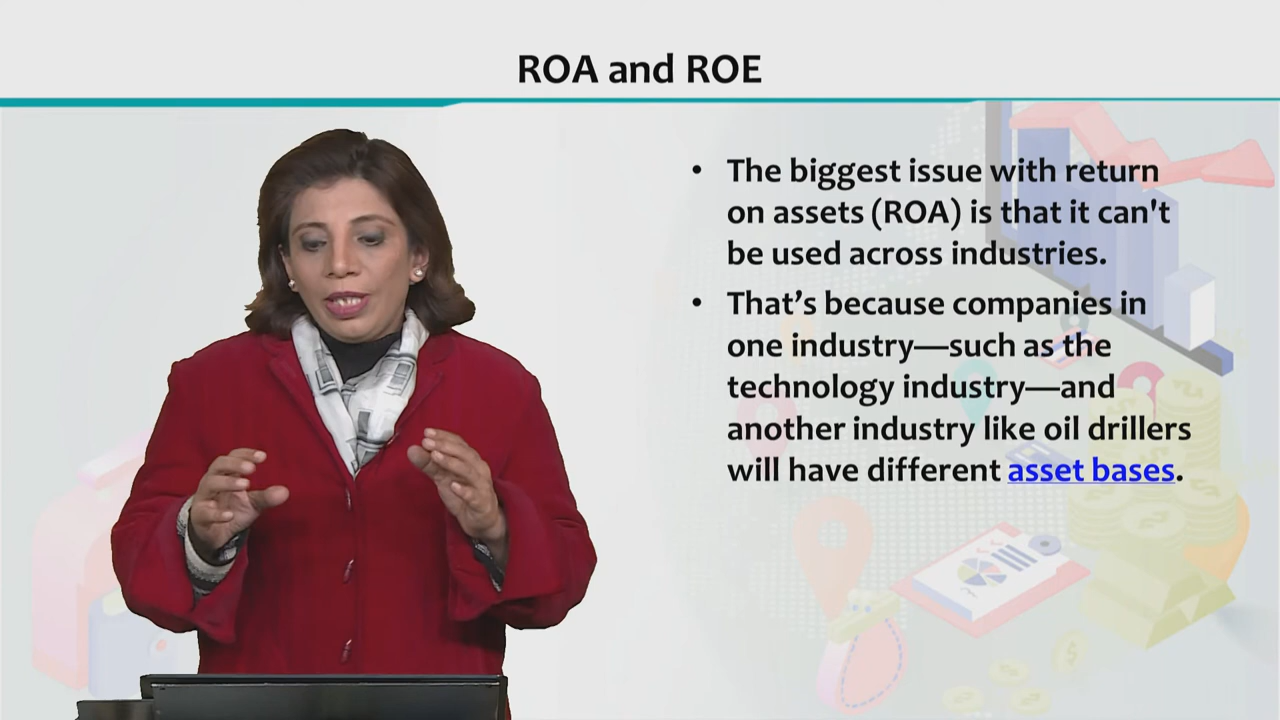 ROA and ROE
• The biggest issue with return
on assets (ROA) is that it can't
be used across industries.
• That’s because companies in
one industry—such as the
technology industry—and
another industry like oil drillers
will have different asset bases.